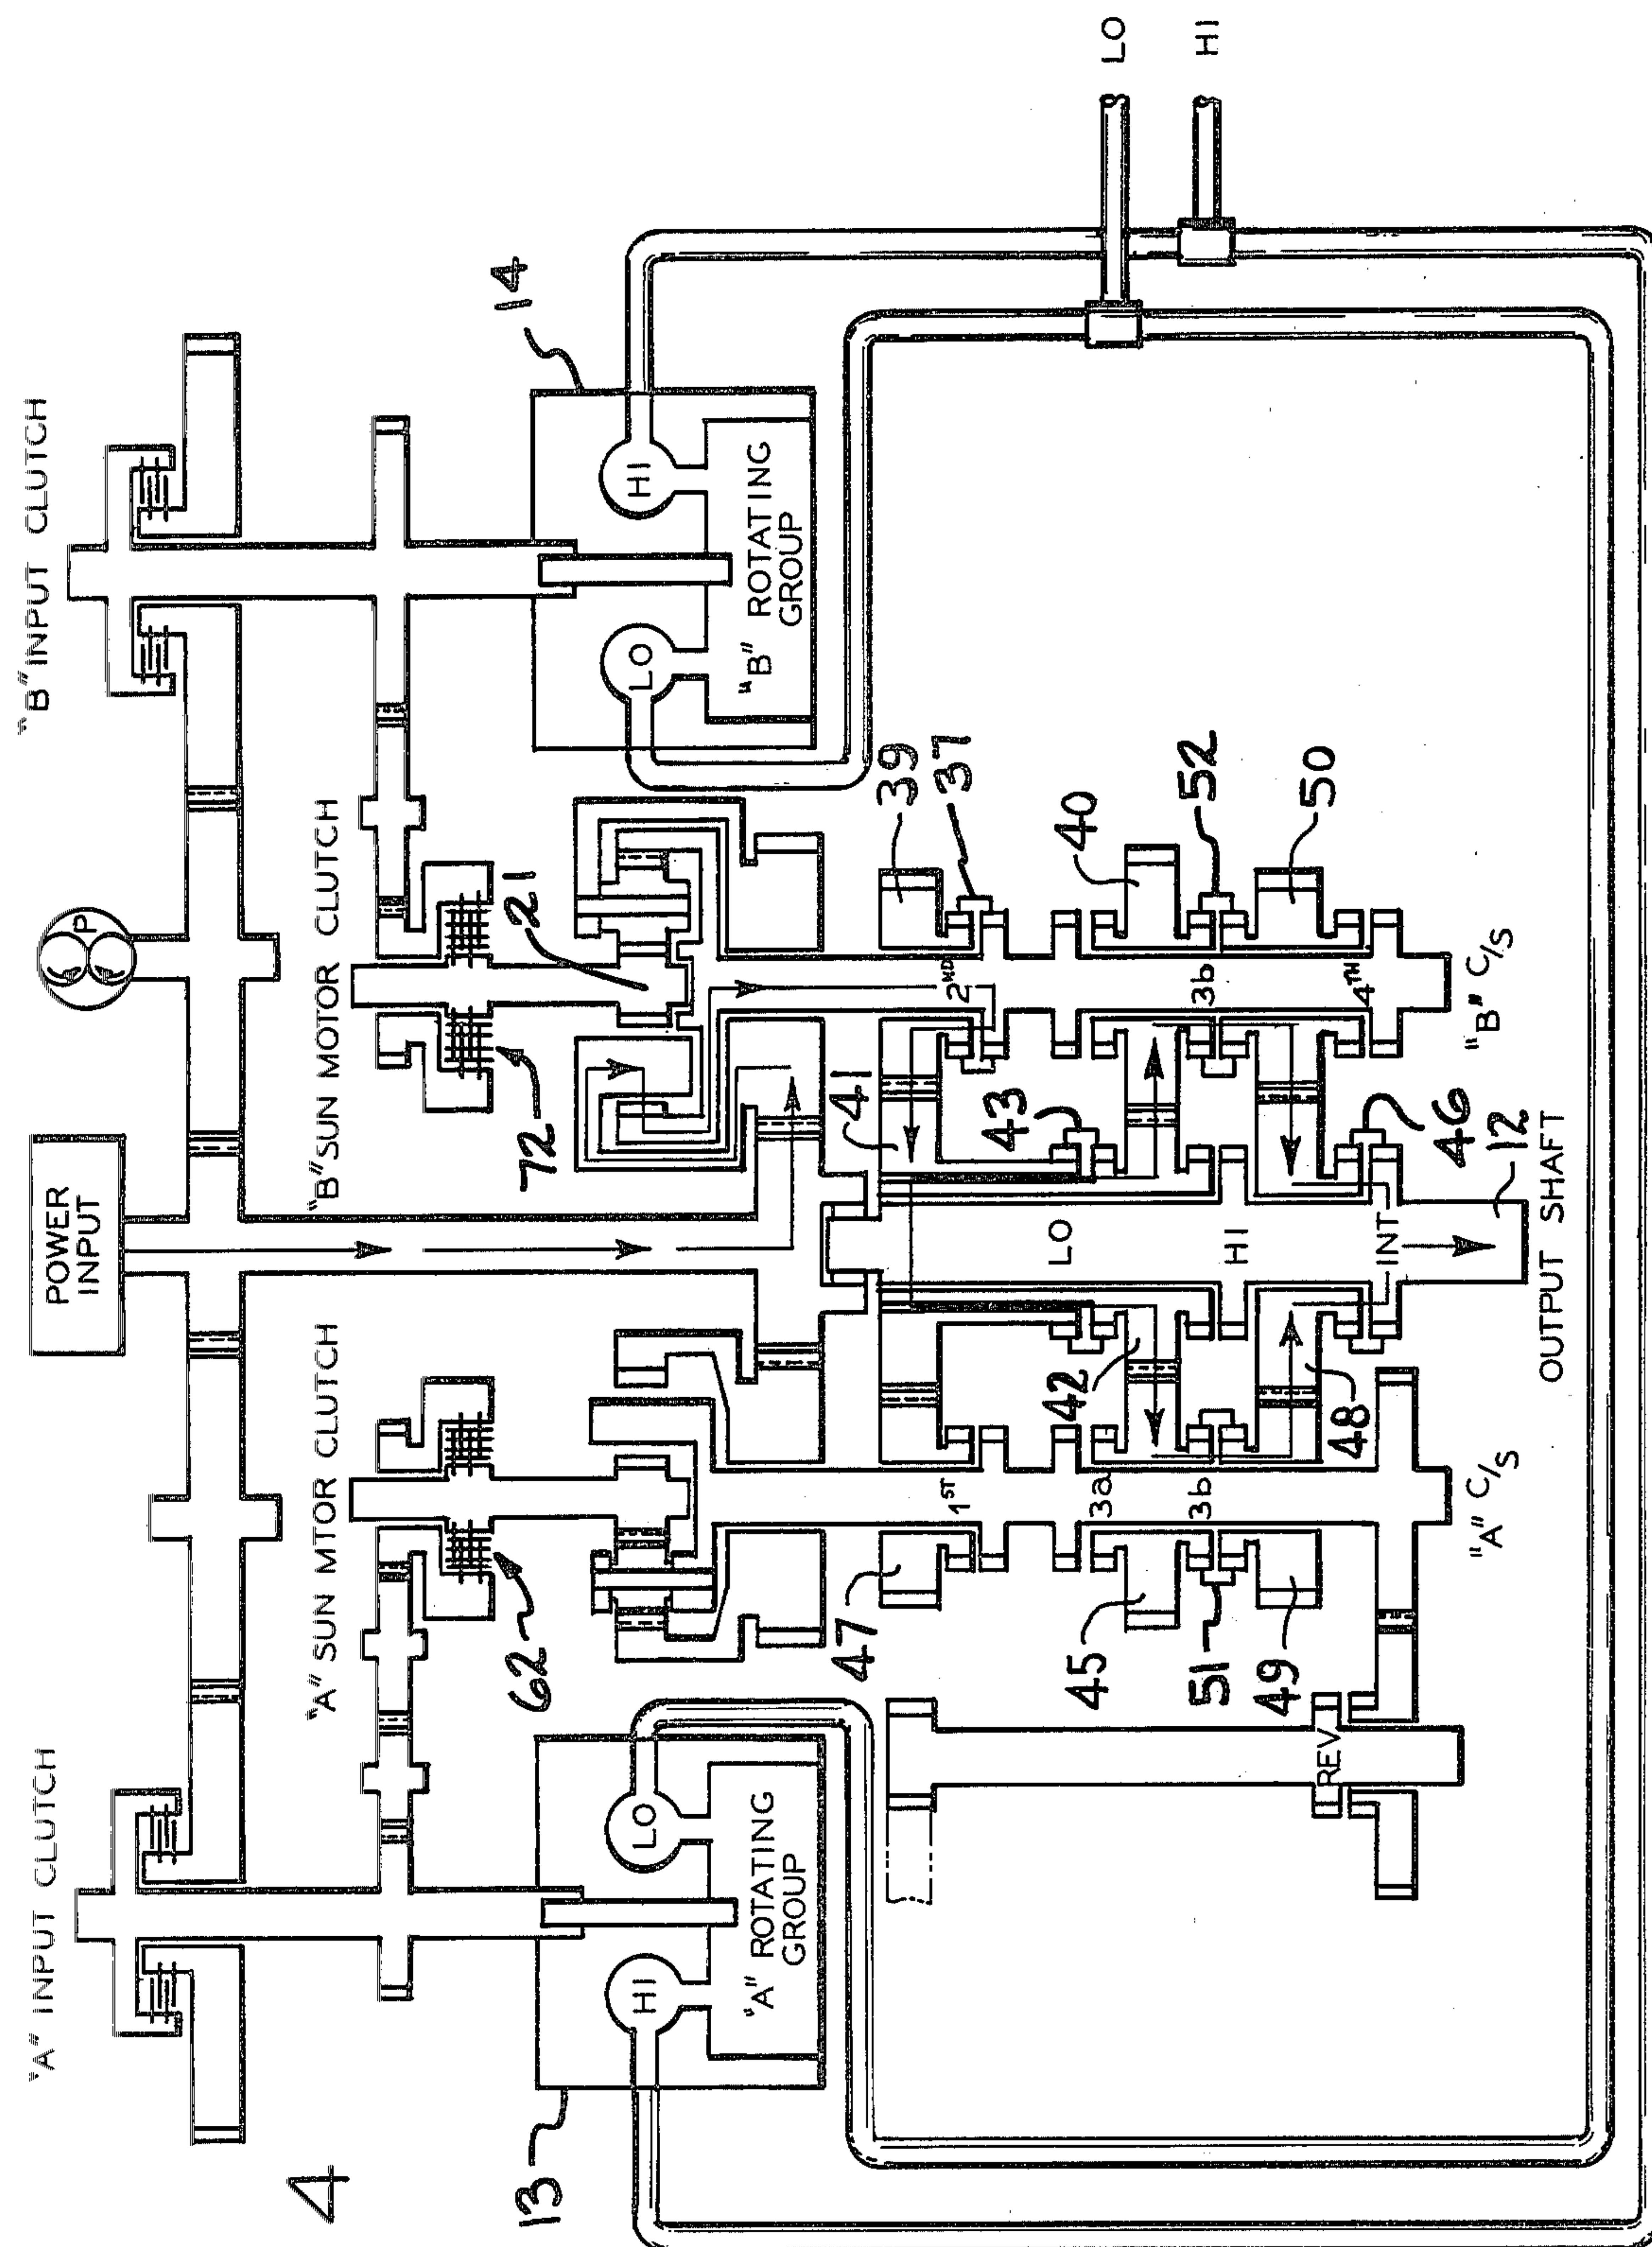 "A" INPUT CLUTCH
"B" INPUT CLUTCH
POWER
INPUT
P
"A" SUN MTOR CLUTCH
"B" SUN MOTOR CLUTCH
4
13
14
62
72
21
HI
LO
"A" ROTATING
GROUP
LO
HI
"B" ROTATING
GROUP
47
41
39
37
1ST
2ND
43
LO
40
45
42
3a
51
3b
HI
3b
52
49
48
50
REV
INT
4TH
46
12
"A" C/S
"B" C/S
OUTPUT SHAFT
LO
HI